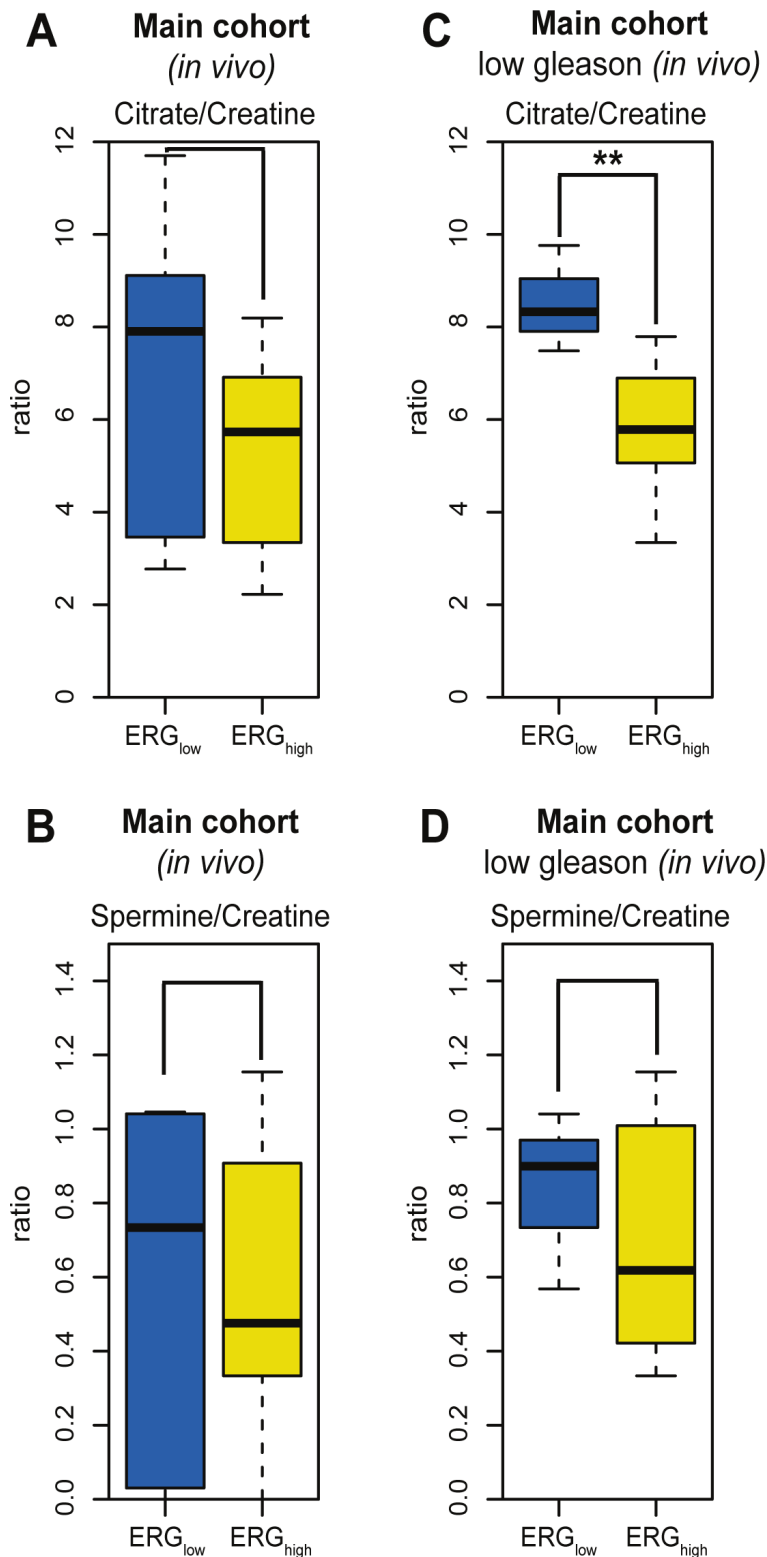 A
Main cohort
(in vivo)
Citrate/Creatine
12
10
8
6
4
2
0
ratio
ERGlow
ERGhigh
C
Main cohort
low gleason (in vivo)
Citrate/Creatine
**
12
10
8
6
4
2
0
ratio
ERGlow
ERGhigh
B
Main cohort
(in vivo)
Spermine/Creatine
1.4
1.2
1.0
0.8
0.6
0.4
0.2
0.0
ratio
ERGlow
ERGhigh
D
Main cohort
low gleason (in vivo)
Spermine/Creatine
1.4
1.2
1.0
0.8
0.6
0.4
0.2
0.0
ratio
ERGlow
ERGhigh